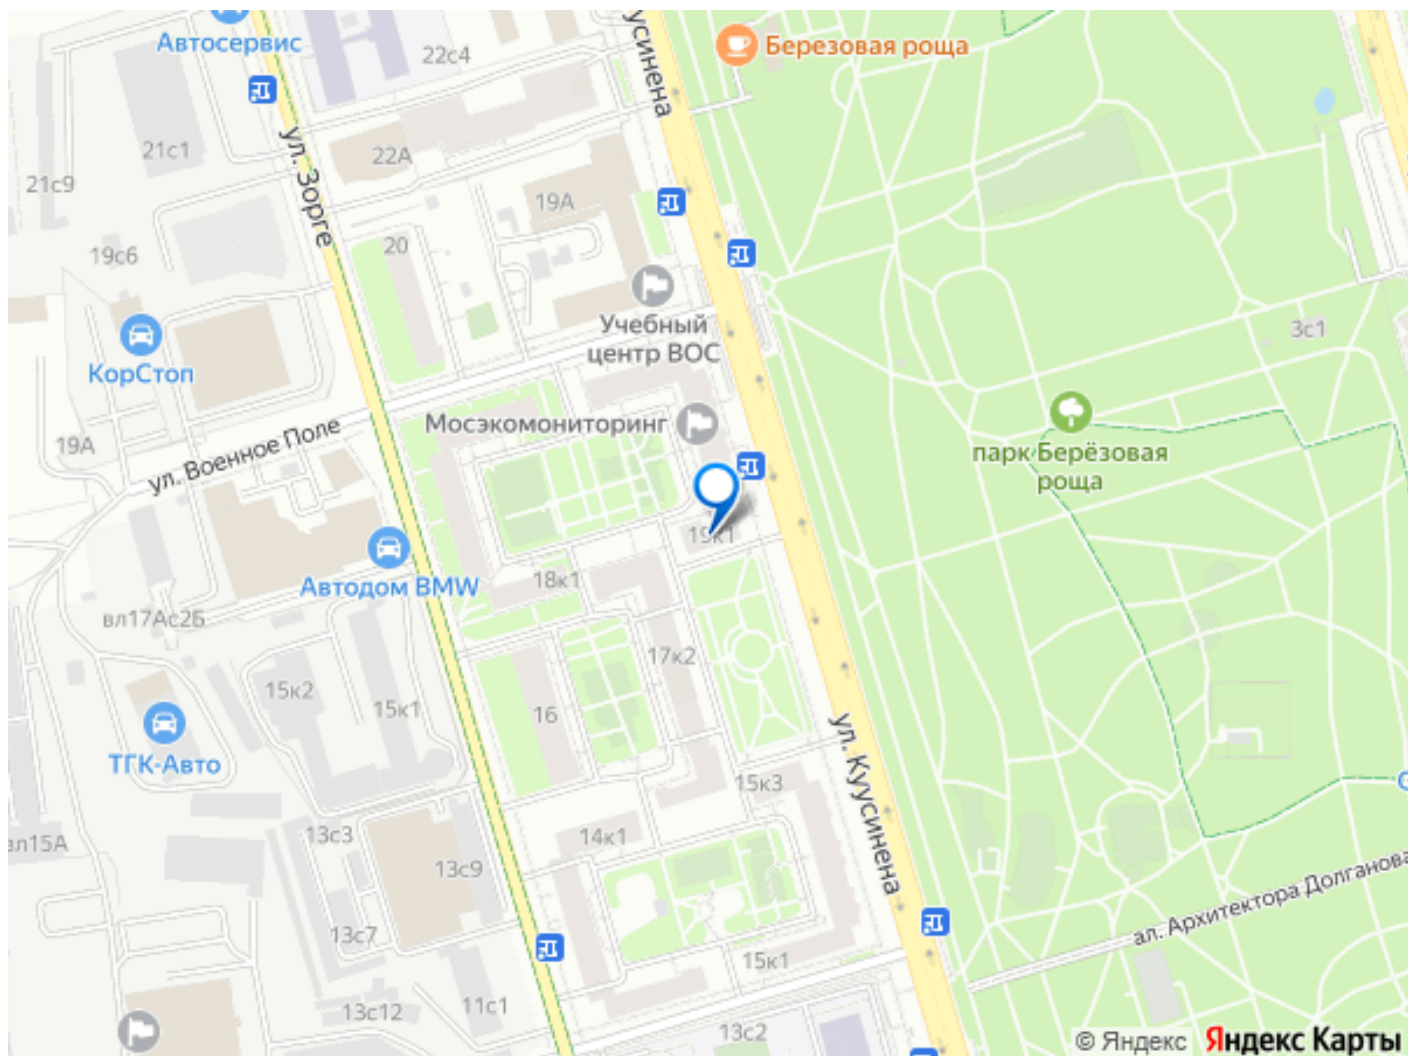 Автосервис
22с4
усинена
Березовая роща
21с1
ул. Зорге
22А
21с9
19А
20
19с6
Учебный
центр ВОС
КорСтоп
3с1
Мосэкомониторинг
19А
ул. Военное Поле
парк Берёзовая
роща
19к1
Автодом BMW
18к1
вл17Ас2Б
17к2
15к2
15к1
16
ул. Куусинена
ТГК-Авто
15к3
13с3
14к1
вл15А
13с9
ал. Архитектора Долганова
13с7
15к1
11с1
13с12
13с2
© Яндекс Яндекс Карты